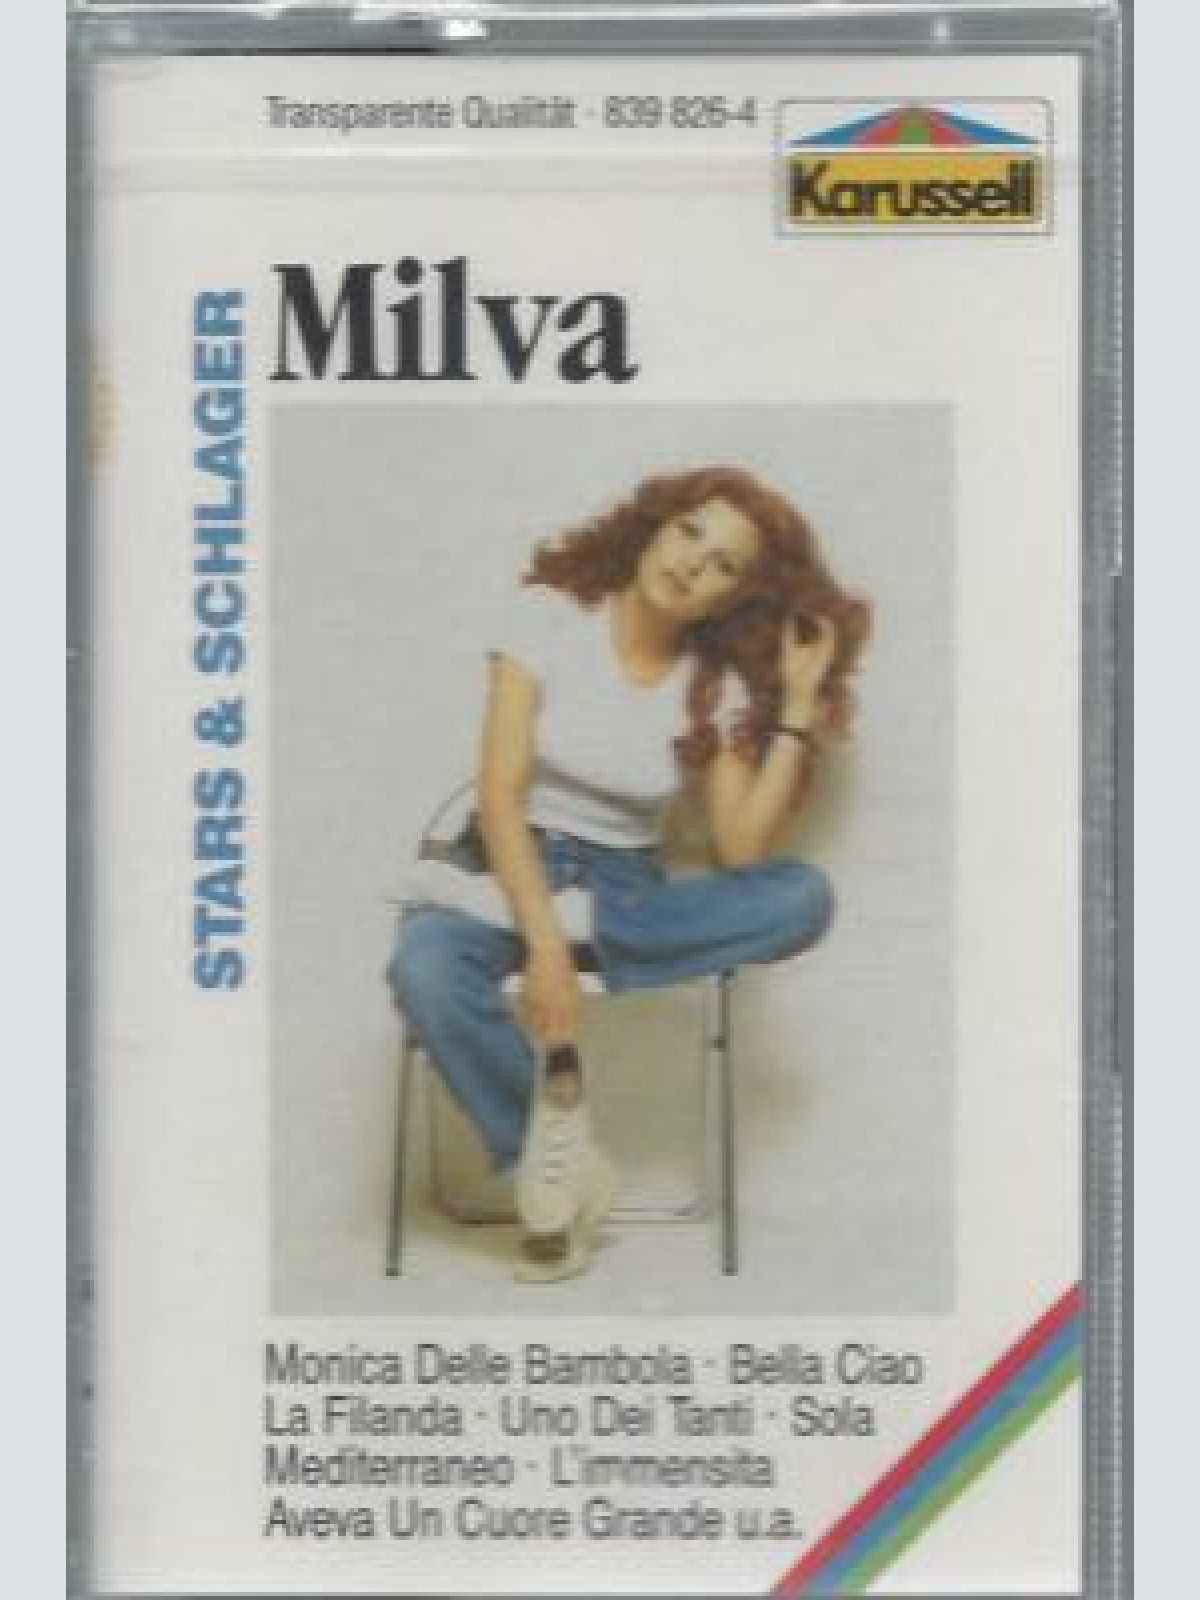 Transparente Qualität · 839 826-4
Karussell
Milva
STARS & SCHLAGER
Monica Delle Bambola · Bella Ciao
La Filanda · Uno Dei Tanti · Sola
Mediterraneo · L'immensita
Aveva Un Cuore Grande u.a.